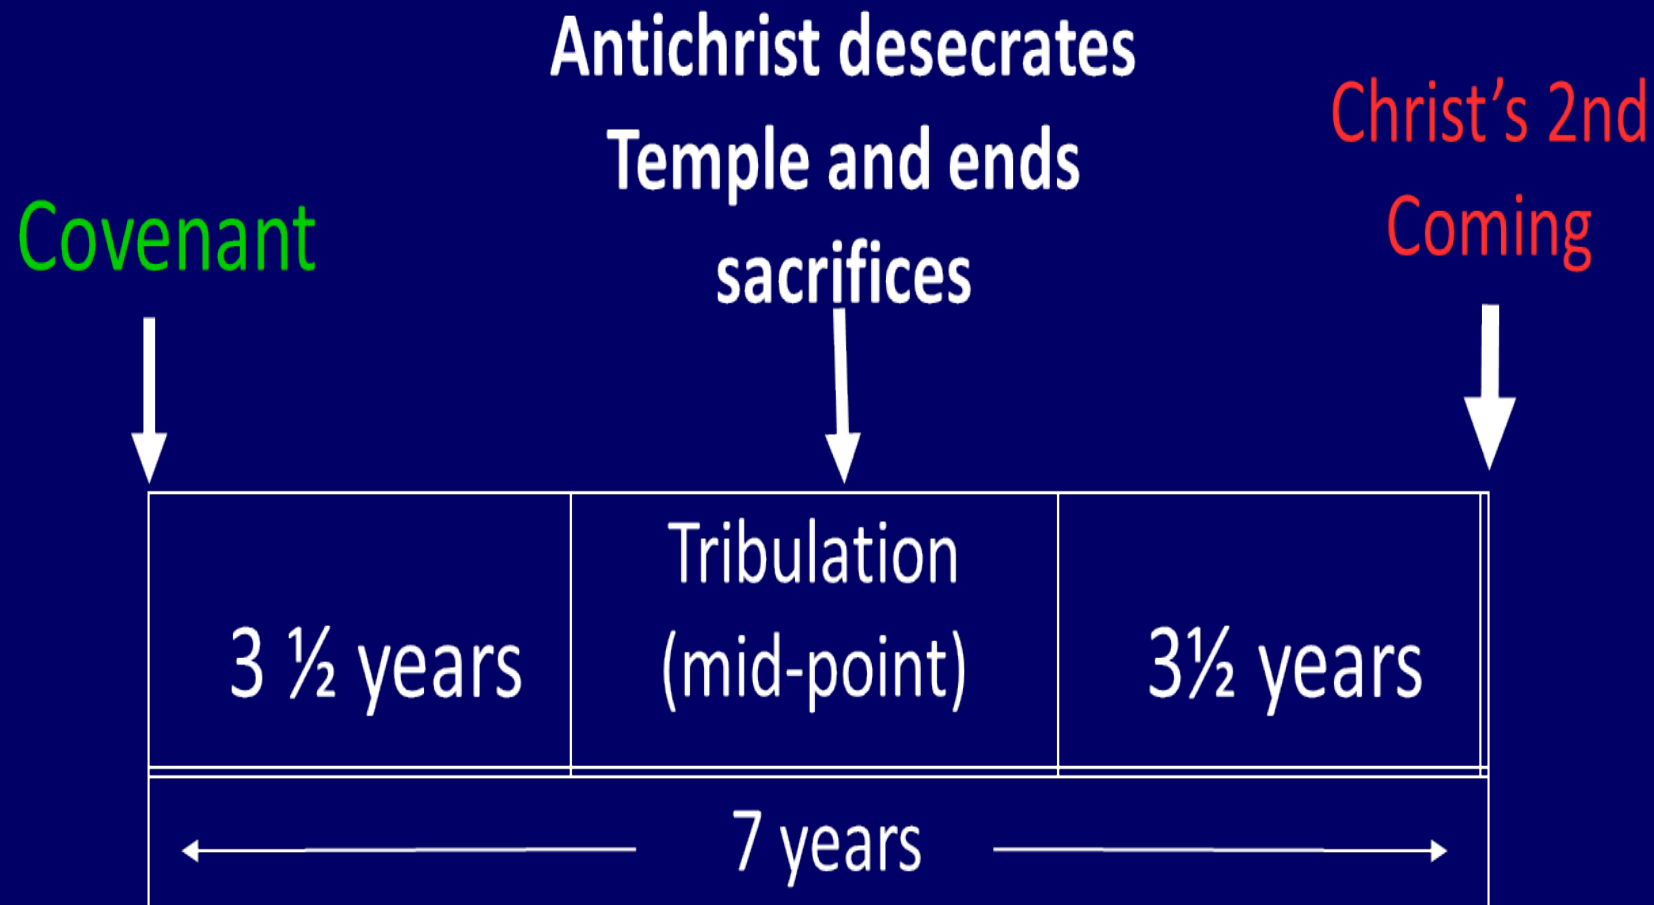 Antichrist desecrates
Temple and ends
sacrifices
Christ’s 2nd
Coming
Covenant
Tribulation
(mid-point)
3 ½ years
3½ years
7 years